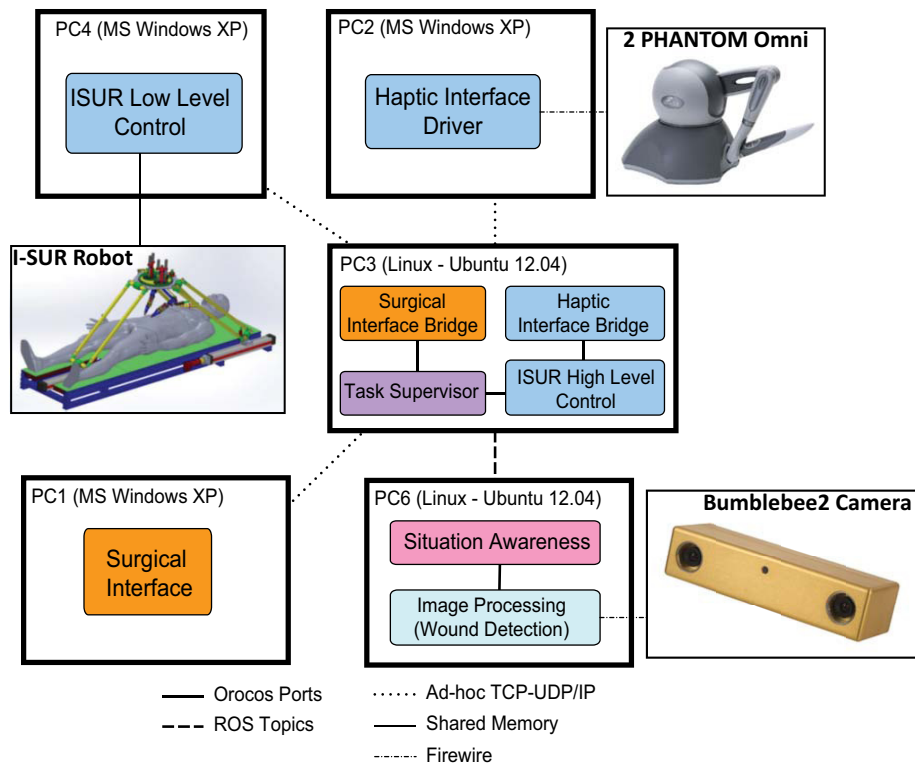 PC4 (MS Windows XP)
ISUR Low Level
Control
PC2 (MS Windows XP)
Haptic Interface
Driver
2 PHANTOM Omni
I-SUR Robot
PC3 (Linux - Ubuntu 12.04)
Surgical
Interface Bridge
Haptic
Interface Bridge
Task Supervisor
ISUR High Level
Control
PC1 (MS Windows XP)
Surgical
Interface
PC6 (Linux - Ubuntu 12.04)
Situation Awareness
Image Processing
(Wound Detection)
Bumblebee2 Camera
Orocos Ports
ROS Topics
Ad-hoc TCP-UDP/IP
Shared Memory
Firewire